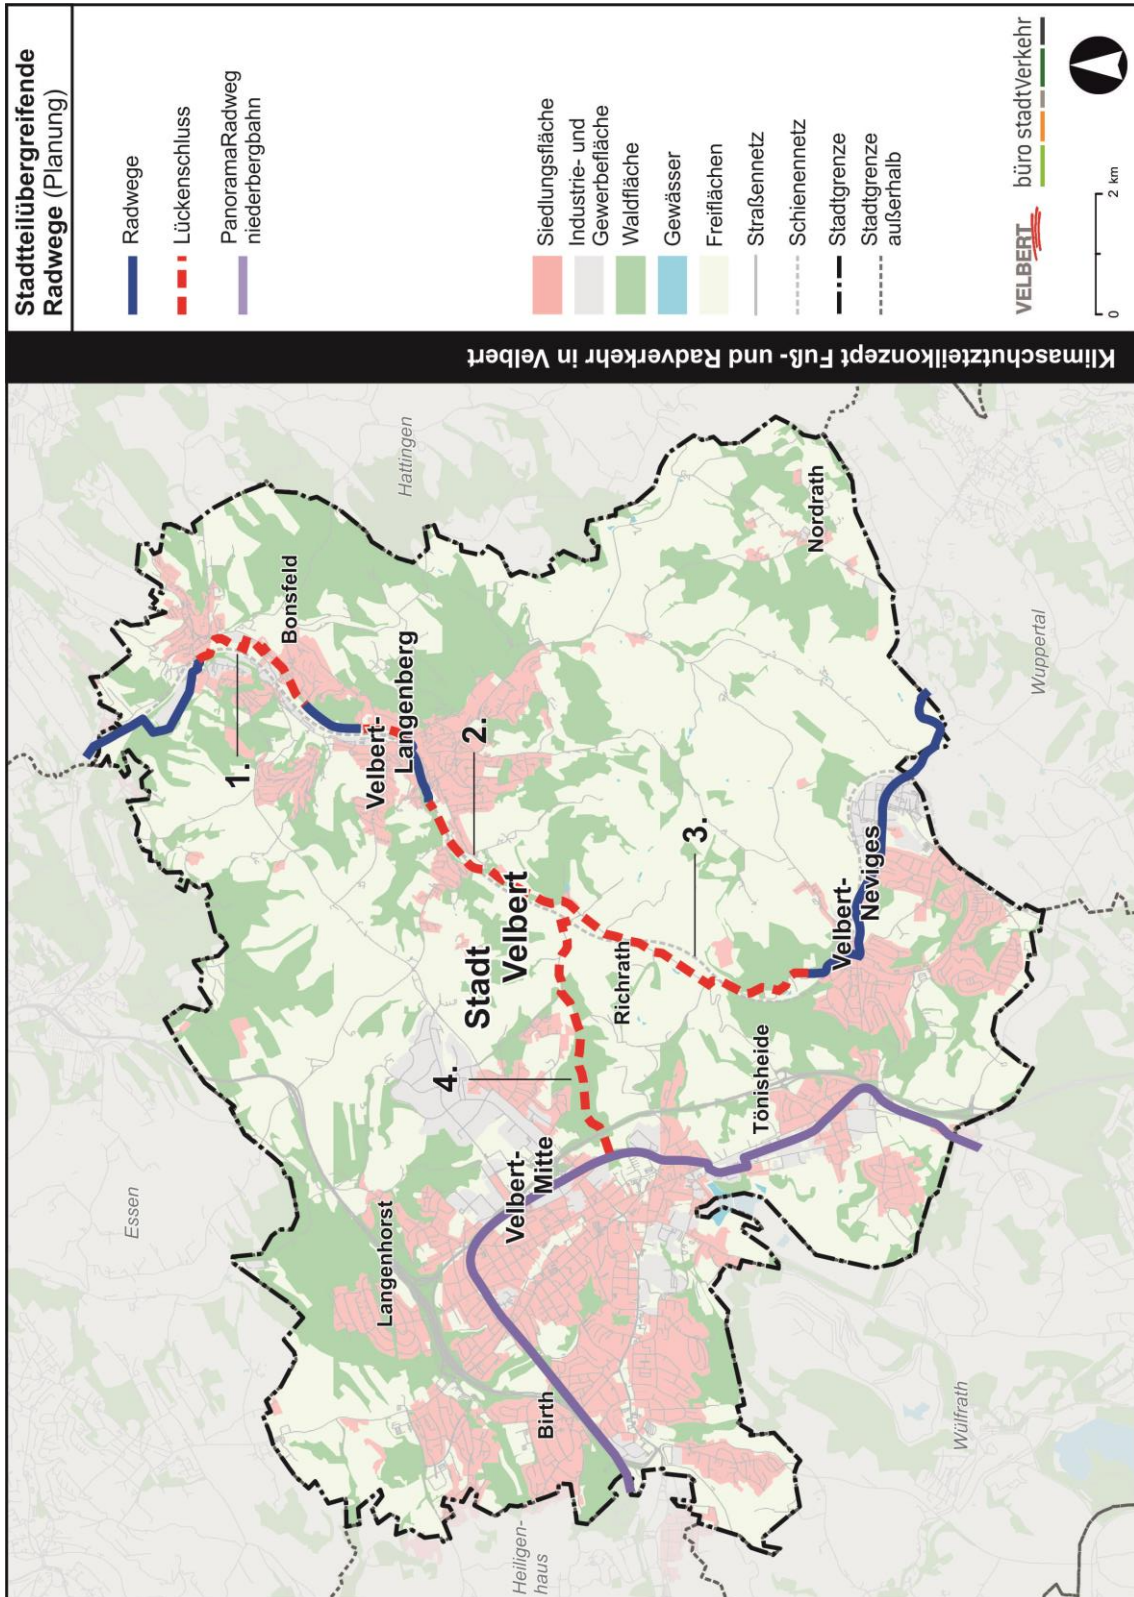 Stadtteilübergreifende
Radwege (Planung)
Radwege
Lückenschluss
PanoramaRadweg
niederbergbahn
Siedlungsfläche
Industrie- und
Gewerbefläche
Waldfläche
Gewässer
Freiflächen
Straßennetz
Schienennetz
Stadtgrenze
Stadtgrenze
außerhalb
VELBERT
büro stadtVerkehr
0
2 km
Klimaschutzteilkonzept Fuß- und Radverkehr in Velbert
Hattingen
Bonsfeld
1.
Velbert-
Langenberg
2.
Nordrath
Essen
Stadt
Velbert
3.
Wuppertal
4.
Richrath
Velbert-
Neviges
Langenhorst
Velbert-
Mitte
Tönisheide
Birth
Heiligen-
haus
Wülfrath